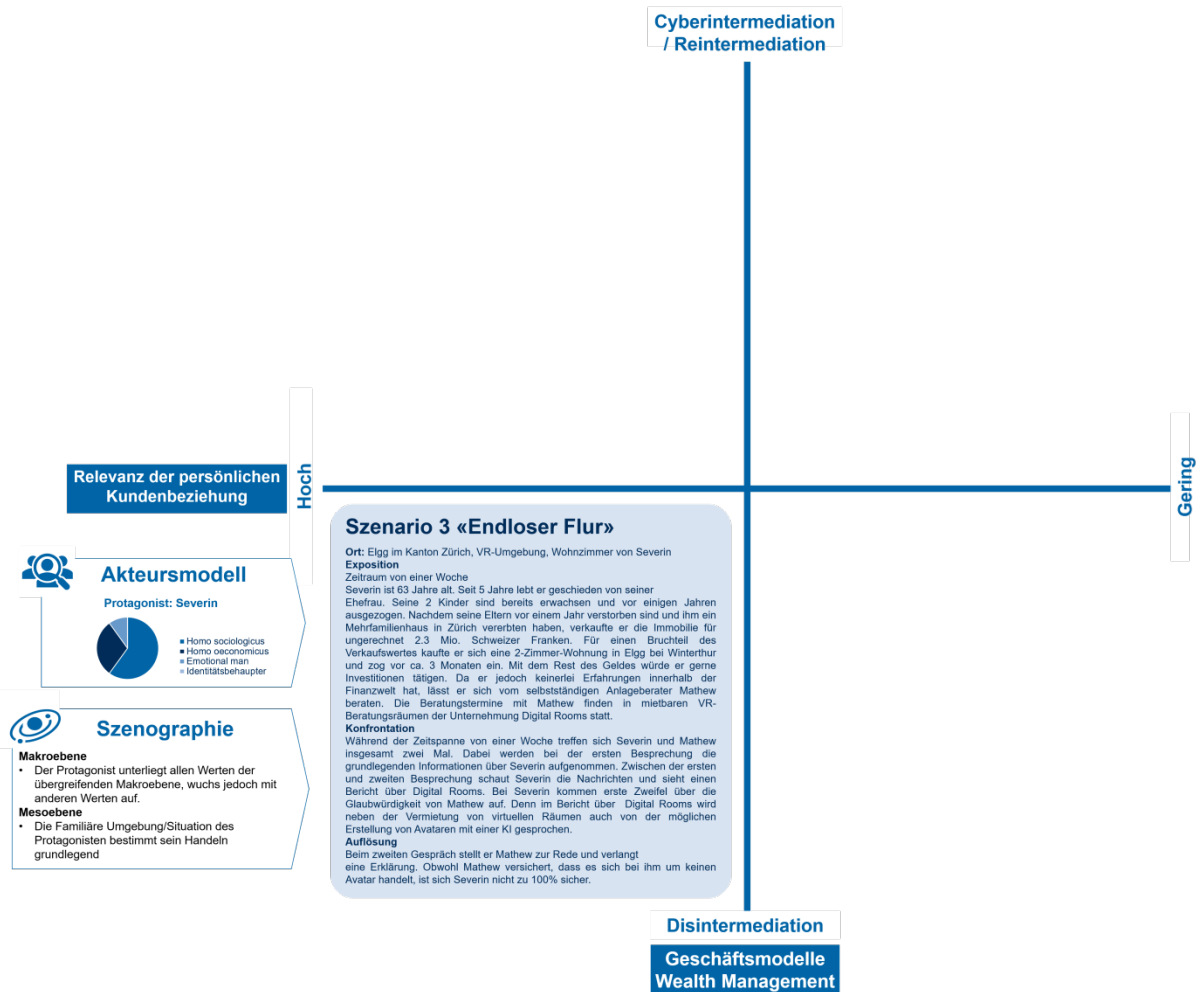 Cyberintermediation
/ Reintermediation
Relevanz der persönlichen
Kundenbeziehung
Hoch
Gering
Akteursmodell
Protagonist: Severin
Homo sociologicus
Homo oeconomicus
Emotional man
Identitätsbehaupter
Szenographie
Makroebene
• Der Protagonist unterliegt allen Werten der
übergreifenden Makroebene, wuchs jedoch mit
anderen Werten auf.
Mesoebene
• Die Familiäre Umgebung/Situation des
Protagonisten bestimmt sein Handeln
grundlegend
Szenario 3 «Endloser Flur»
Ort: Elgg im Kanton Zürich, VR-Umgebung, Wohnzimmer von Severin
Exposition
Zeitraum von einer Woche
Severin ist 63 Jahre alt. Seit 5 Jahre lebt er geschieden von seiner
Ehefrau. Seine 2 Kinder sind bereits erwachsen und vor einigen Jahren
ausgezogen. Nachdem seine Eltern vor einem Jahr verstorben sind und ihm ein
Mehrfamilienhaus in Zürich vererbten haben, verkaufte er die Immobilie für
ungerechnet 2.3 Mio. Schweizer Franken. Für einen Bruchteil des
Verkaufswertes kaufte er sich eine 2-Zimmer-Wohnung in Elgg bei Winterthur
und zog vor ca. 3 Monaten ein. Mit dem Rest des Geldes würde er gerne
Investitionen tätigen. Da er jedoch keinerlei Erfahrungen innerhalb der
Finanzwelt hat, lässt er sich vom selbstständigen Anlageberater Mathew
beraten. Die Beratungstermine mit Mathew finden in mietbaren VR-
Beratungsräumen der Unternehmung Digital Rooms statt.
Konfrontation
Während der Zeitspanne von einer Woche treffen sich Severin und Mathew
insgesamt zwei Mal. Dabei werden bei der ersten Besprechung die
grundlegenden Informationen über Severin aufgenommen. Zwischen der ersten
und zweiten Besprechung schaut Severin die Nachrichten und sieht einen
Bericht über Digital Rooms. Bei Severin kommen erste Zweifel über die
Glaubwürdigkeit von Mathew auf. Denn im Bericht über Digital Rooms wird
neben der Vermietung von virtuellen Räumen auch von der möglichen
Erstellung von Avataren mit einer KI gesprochen.
Auflösung
Beim zweiten Gespräch stellt er Mathew zur Rede und verlangt
eine Erklärung. Obwohl Mathew versichert, dass es sich bei ihm um keinen
Avatar handelt, ist sich Severin nicht zu 100% sicher.
Disintermediation
Geschäftsmodelle
Wealth Management